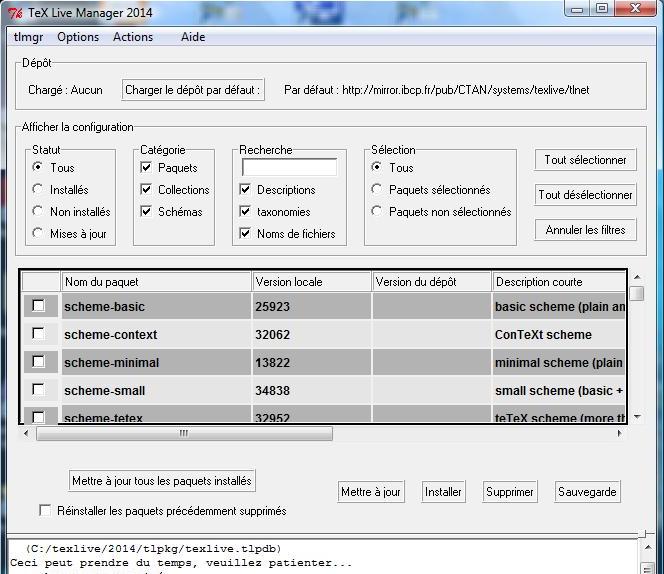 TeX Live Manager 2014
tlmgr Options Actions Aide
Dépôt
Chargé : Aucun Charger le dépôt par défaut : Par défaut : http://mirror.ibcp.fr/pub/CTAN/systems/texlive/tlnet
Afficher la configuration
Statut Catégorie Recherche Sélection
Tous Paquets Tous Tout sélectionner
Installés Collections Descriptions Paquets sélectionnés Tout désélectionner
Non installés Schémas taxonomies Paquets non sélectionnés
Mises à jour Noms de fichiers Annuler les filtres
Nom du paquet Version locale Version du dépôt Description courte
scheme-basic 25923 basic scheme (plain an
scheme-context 32062 ConTeXt scheme
scheme-minimal 13822 minimal scheme (plain
scheme-small 34838 small scheme (basic +
scheme-tetex 32952 teTeX scheme (more th
Mettre à jour tous les paquets installés
Mettre à jour Installer Supprimer Sauvegarde
Réinstaller les paquets précédemment supprimés
(C:/texlive/2014/tlpkg/texlive.tlpdb)
Ceci peut prendre du temps, veuillez patienter...